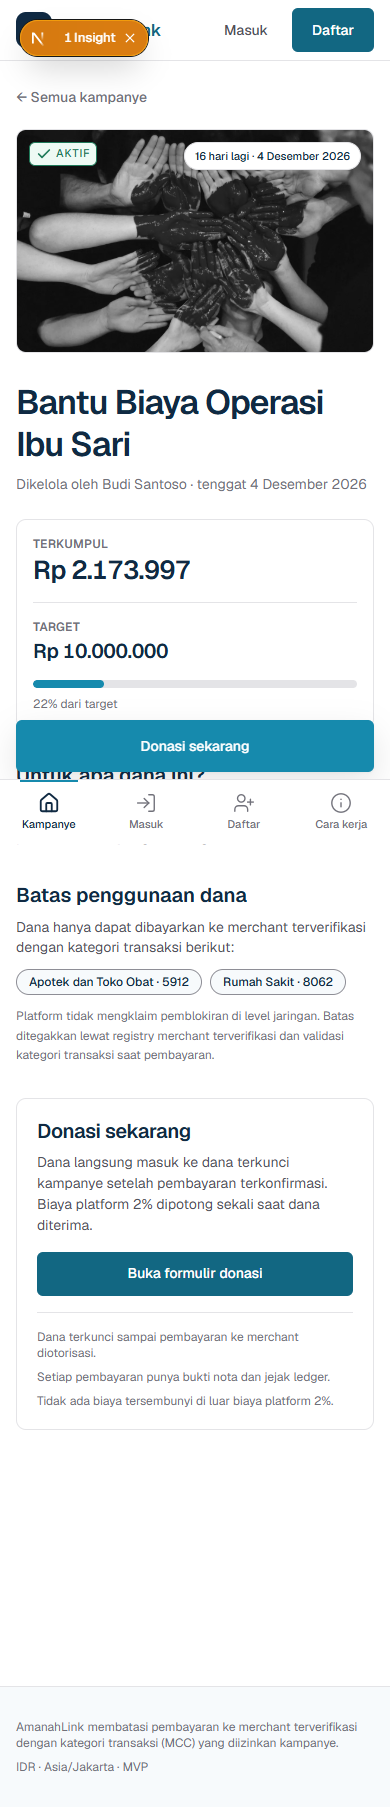 1 Insight
nk
Masuk
Daftar
← Semua kampanye
AKTIF
16 hari lagi · 4 Desember 2026
Bantu Biaya Operasi
Ibu Sari
Dikelola oleh Budi Santoso · tenggat 4 Desember 2026
TERKUMPUL
Rp 2.173.997
TARGET
Rp 10.000.000
22% dari target
Donasi sekarang
Untuk apa dana ini?
Kampanye
Masuk
Daftar
Cara kerja
Batas penggunaan dana
Dana hanya dapat dibayarkan ke merchant terverifikasi
dengan kategori transaksi berikut:
Apotek dan Toko Obat · 5912
Rumah Sakit · 8062
Platform tidak mengklaim pemblokiran di level jaringan. Batas
ditegakkan lewat registry merchant terverifikasi dan validasi
kategori transaksi saat pembayaran.
Donasi sekarang
Dana langsung masuk ke dana terkunci
kampanye setelah pembayaran terkonfirmasi.
Biaya platform 2% dipotong sekali saat dana
diterima.
Buka formulir donasi
Dana terkunci sampai pembayaran ke merchant
diotorisasi.
Setiap pembayaran punya bukti nota dan jejak ledger.
Tidak ada biaya tersembunyi di luar biaya platform 2%.
AmanahLink membatasi pembayaran ke merchant terverifikasi
dengan kategori transaksi (MCC) yang diizinkan kampanye.
IDR · Asia/Jakarta · MVP